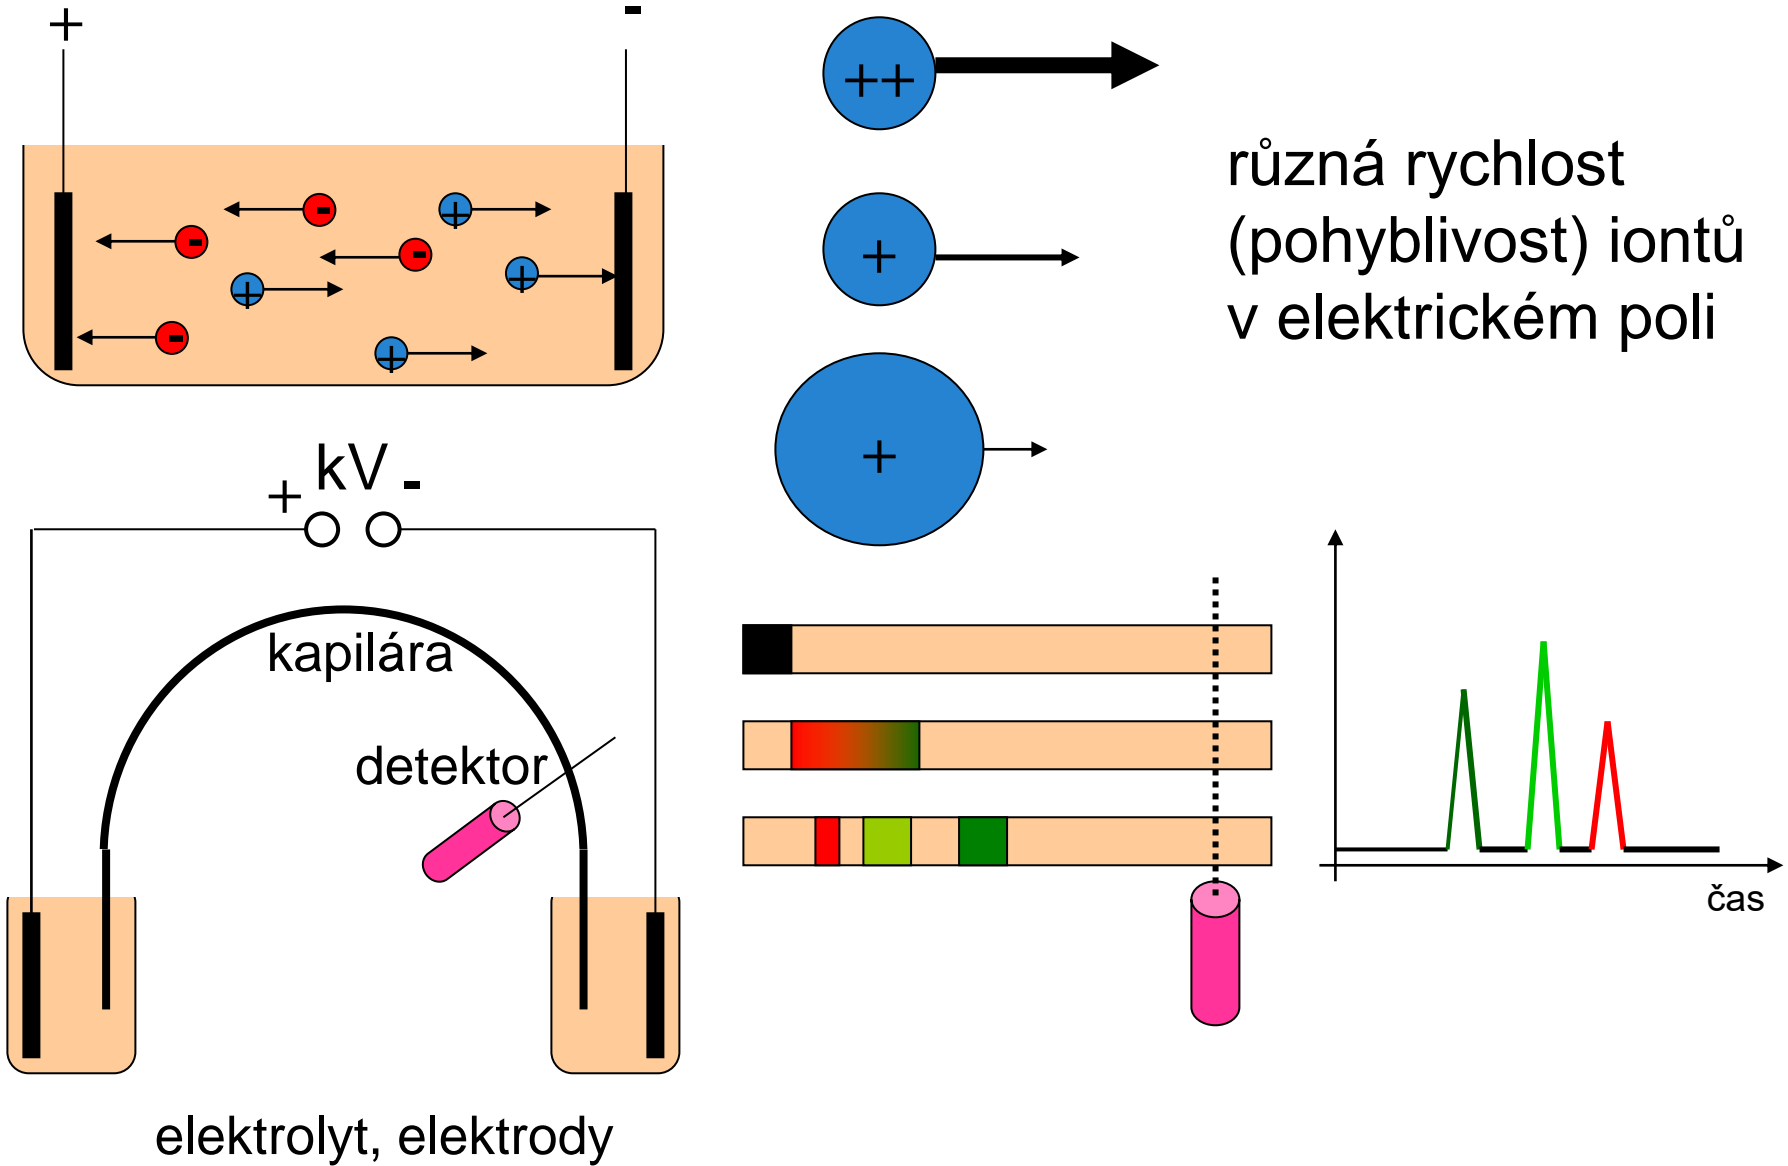 +
-
++
+
+
různá rychlost
(pohyblivost) iontů
v elektrickém poli
-
+
-
+
-
+
+
-
+
kV
+
-
kapilára
detektor
čas
elektrolyt, elektrody